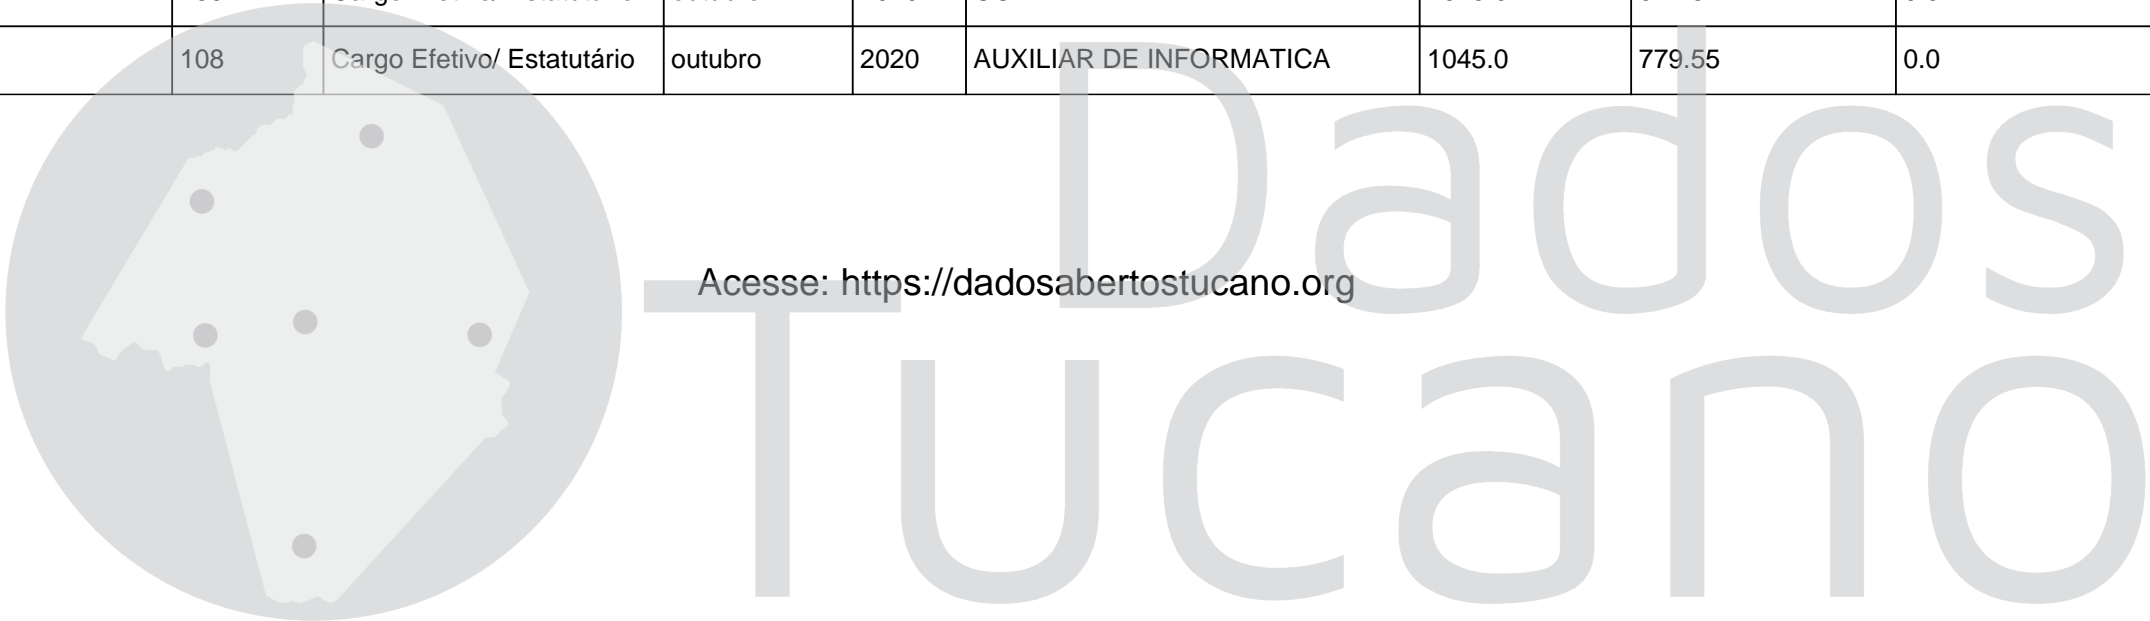 108 Cargo Efetivo/ Estatutário outubro 2020 AUXILIAR DE INFORMATICA 1045.0 779.55 0.0
Dados
Acesse: https://dadosabertostucano.org
Tucano